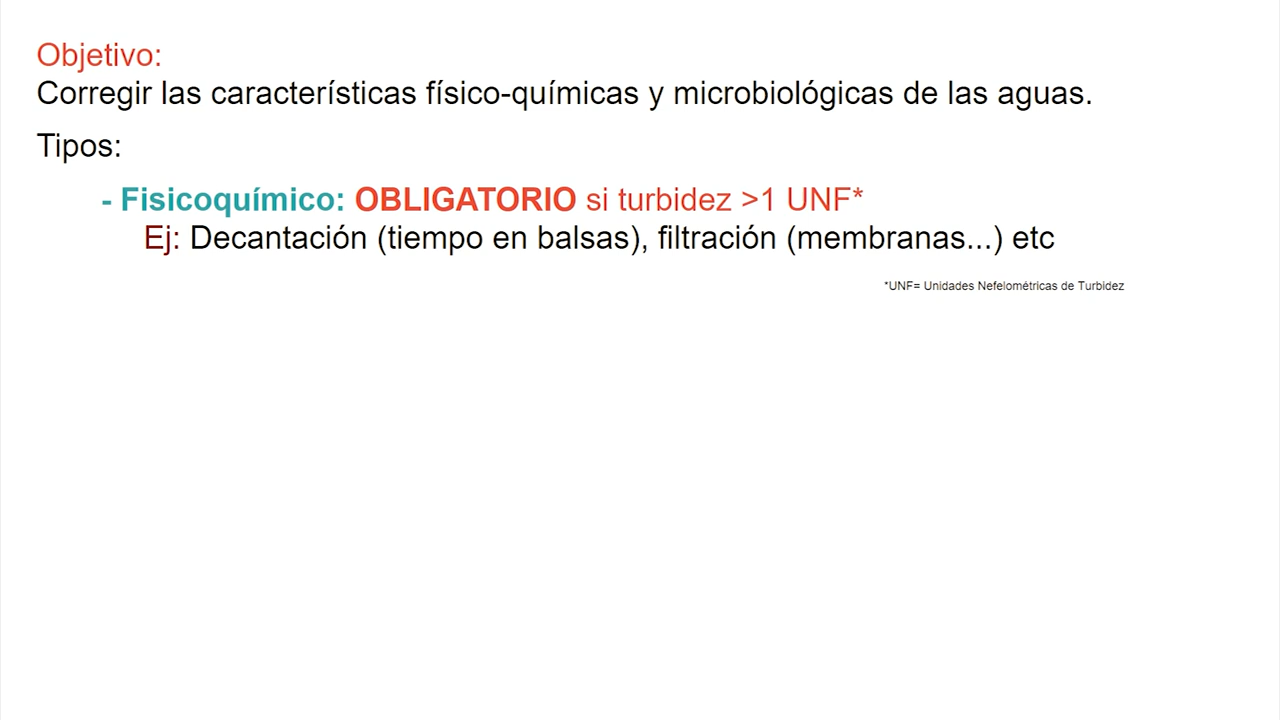 Objetivo:
Corregir las características físico-químicas y microbiológicas de las aguas.
Tipos:
- Fisicoquímico: OBLIGATORIO si turbidez >1 UNF*
Ej: Decantación (tiempo en balsas), filtración (membranas...) etc
*UNF= Unidades Nefelométricas de Turbidez